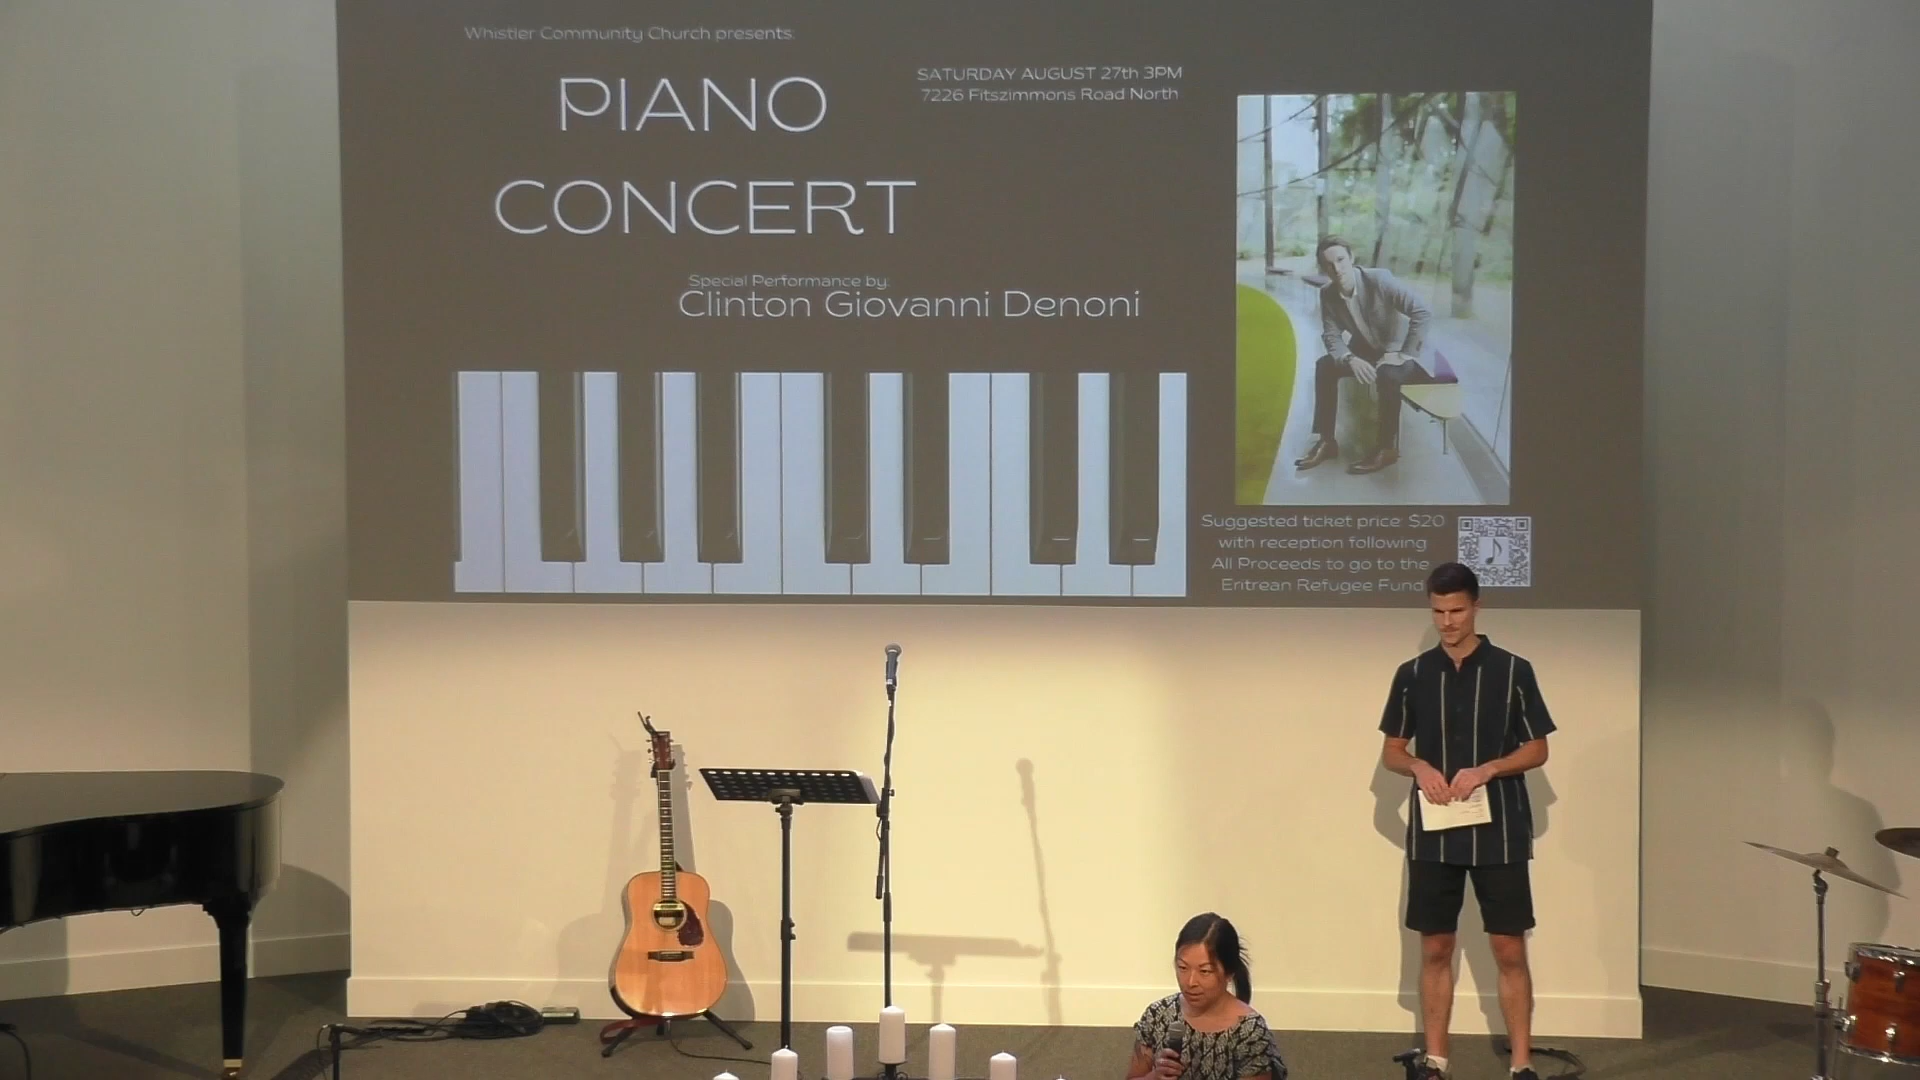 Whistler Community Church presents:
PIANO
CONCERT
SATURDAY AUGUST 27th 3PM
7226 Fitszimmons Road North
Special Performance by:
Clinton Giovanni Denoni
Suggested ticket price: $20
with reception following
All Proceeds to go to the
Eritrean Refugee Fund